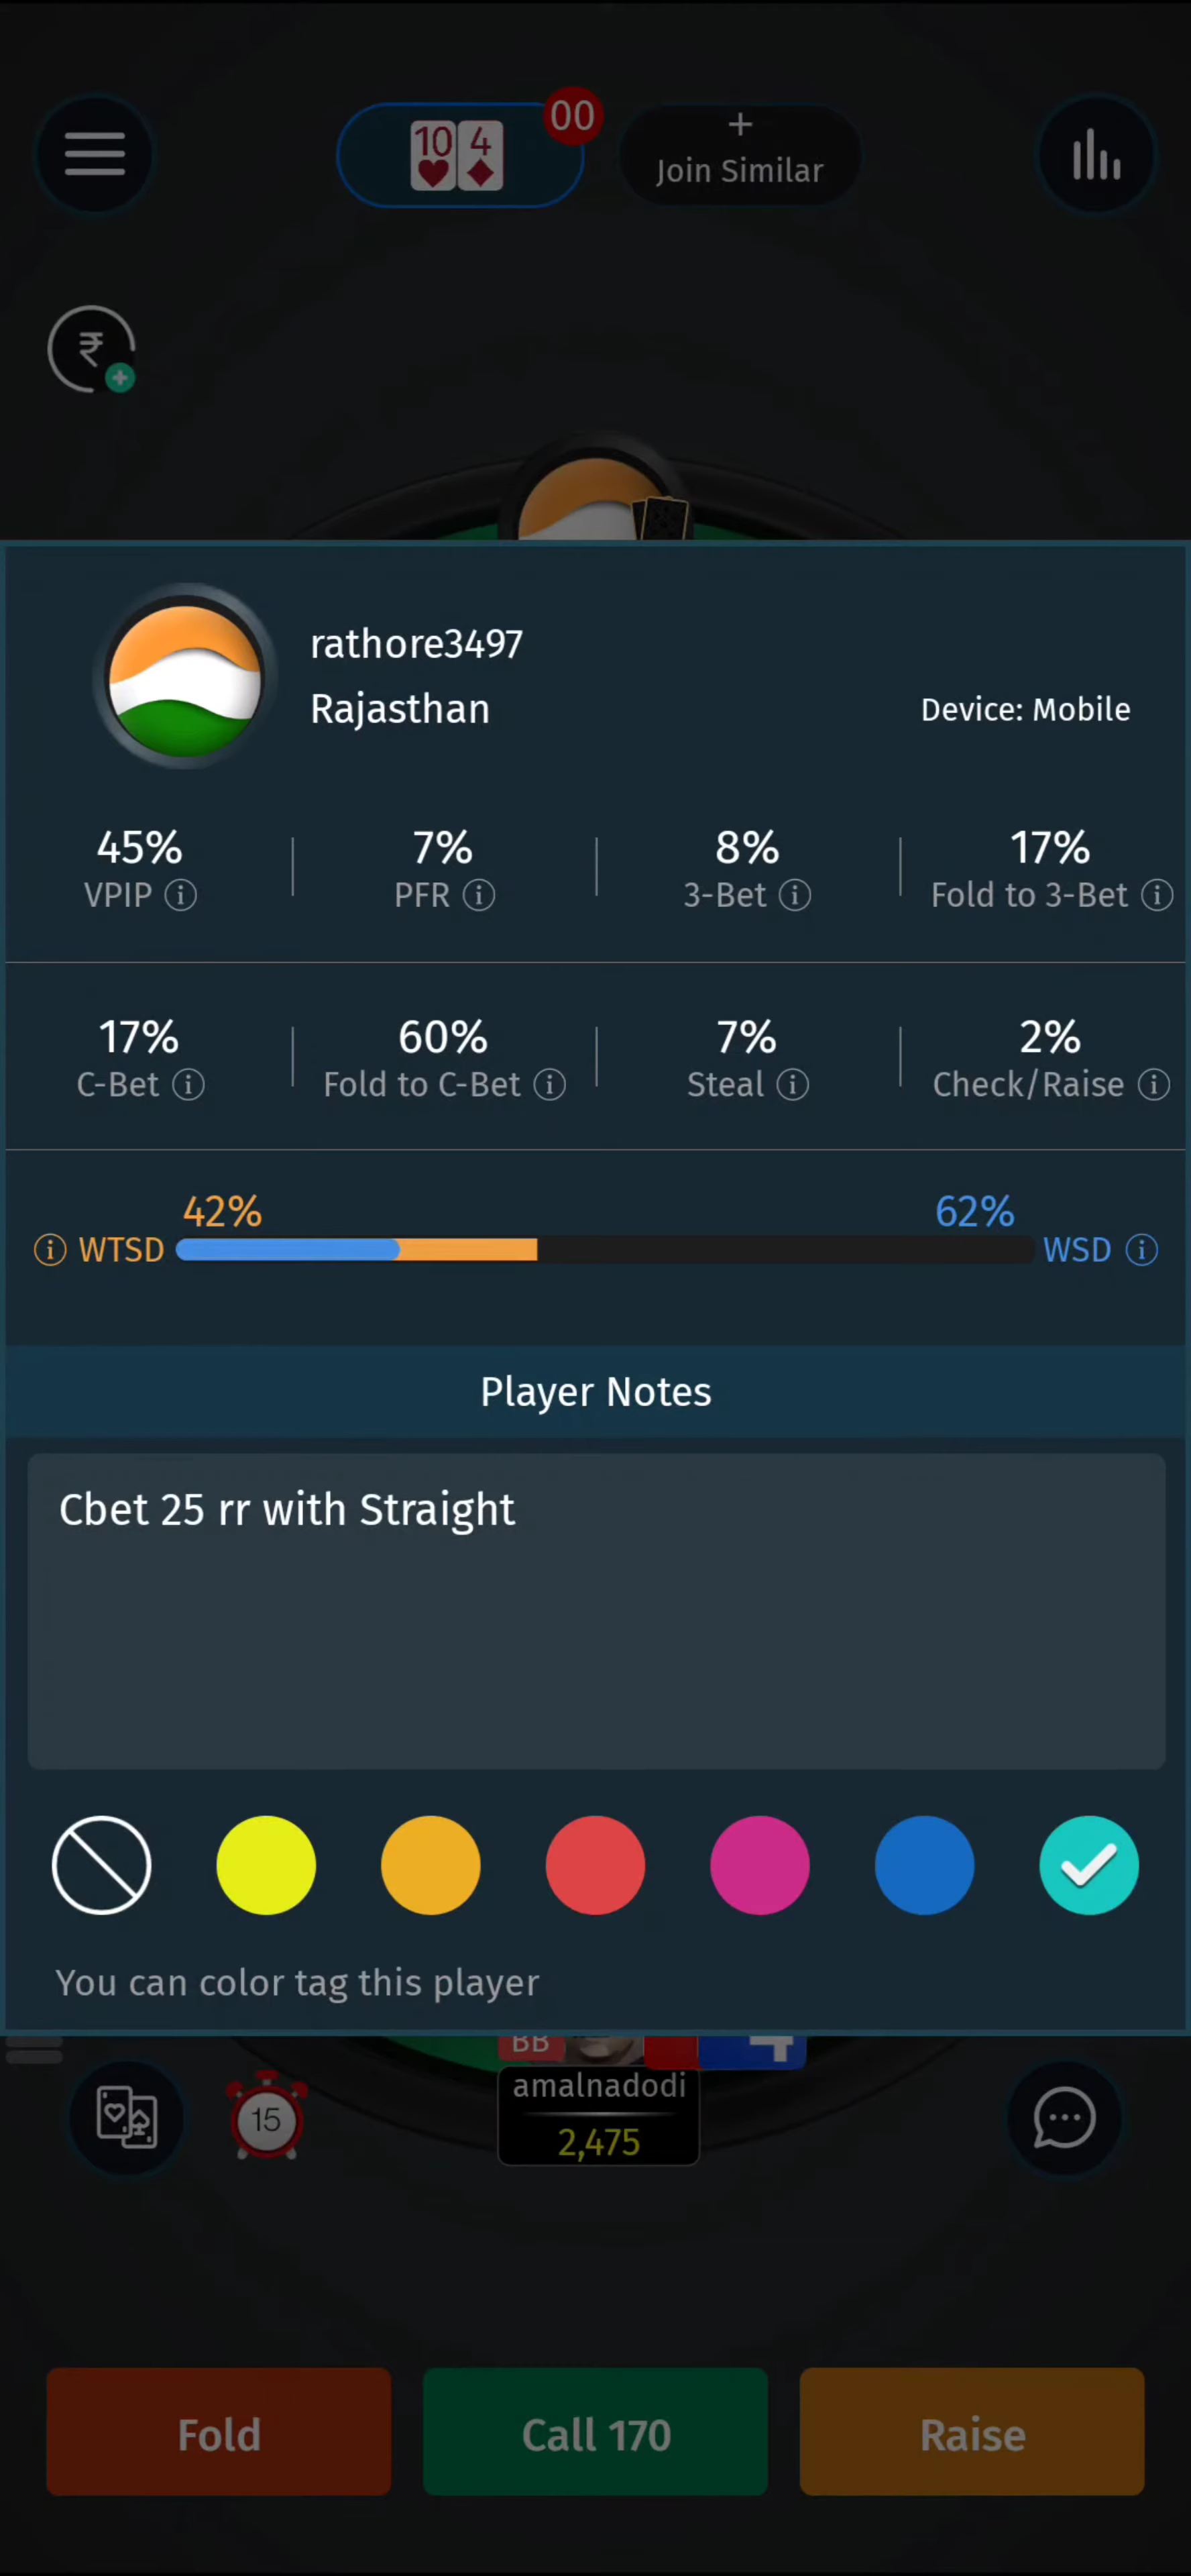 10 4
00
+
Join Similar
₹
rathore3497
Rajasthan
Device: Mobile
45%
VPIP
7%
PFR
8%
3-Bet
17%
Fold to 3-Bet
17%
C-Bet
60%
Fold to C-Bet
7%
Steal
2%
Check/Raise
42%
62%
WTSD
WSD
Player Notes
Cbet 25 rr with Straight
You can color tag this player
BB
4
amalnadodi
15
2,475
Fold
Call 170
Raise